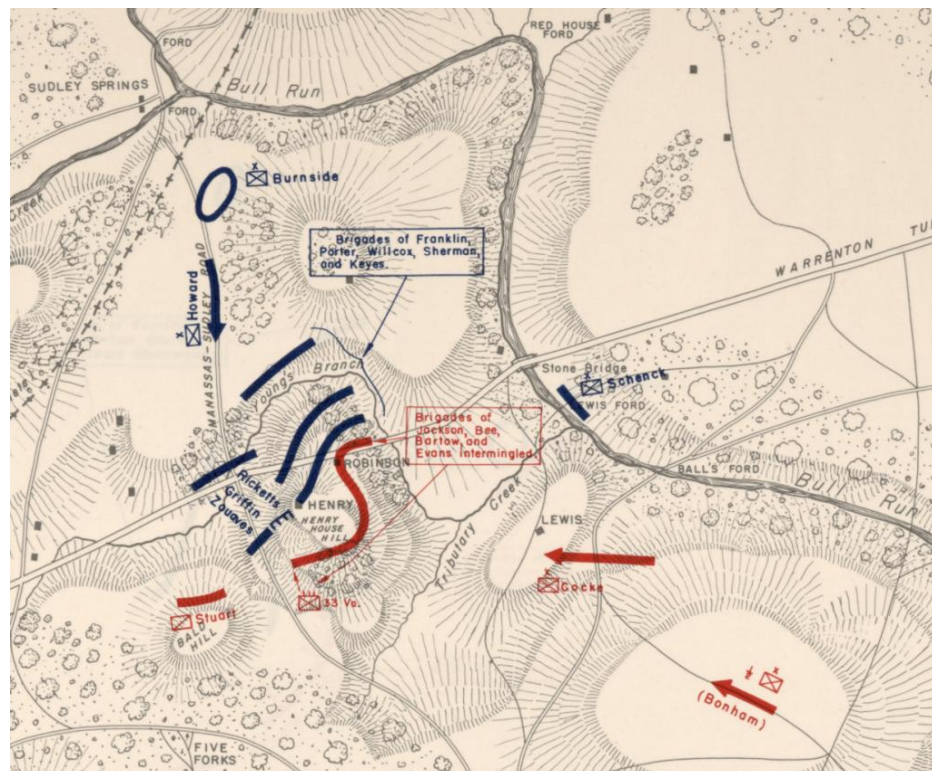 RED HOUSE
FORD
FORD
SUDLEY SPRINGS
Bull Run
FORD
Creek
Burnside
Brigades of Franklin,
Porter, Willcox, Sherman,
and Keyes.
WARRENTON TU
Howard
MANASSAS-SUDLEY ROAD
Young's Branch
Stone Bridge
Schenck
LEWIS FORD
Brigades of
Jackson, Bee,
Bartow, and
Evans intermingled.
ROBINSON
BALL'S FORD
Bull Run
Ricketts
Griffin
Zouaves
HENRY
HENRY
HOUSE
HILL
Tributary Creek
LEWIS
Cocke
33 Va.
Stuart
BALD
HILL
(Bonham)
FIVE
FORKS